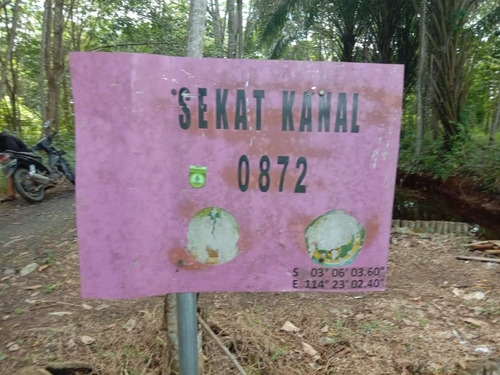 SEKAT KANAL
0872
S 03° 06' 03.60"
E 114° 23' 02.40"